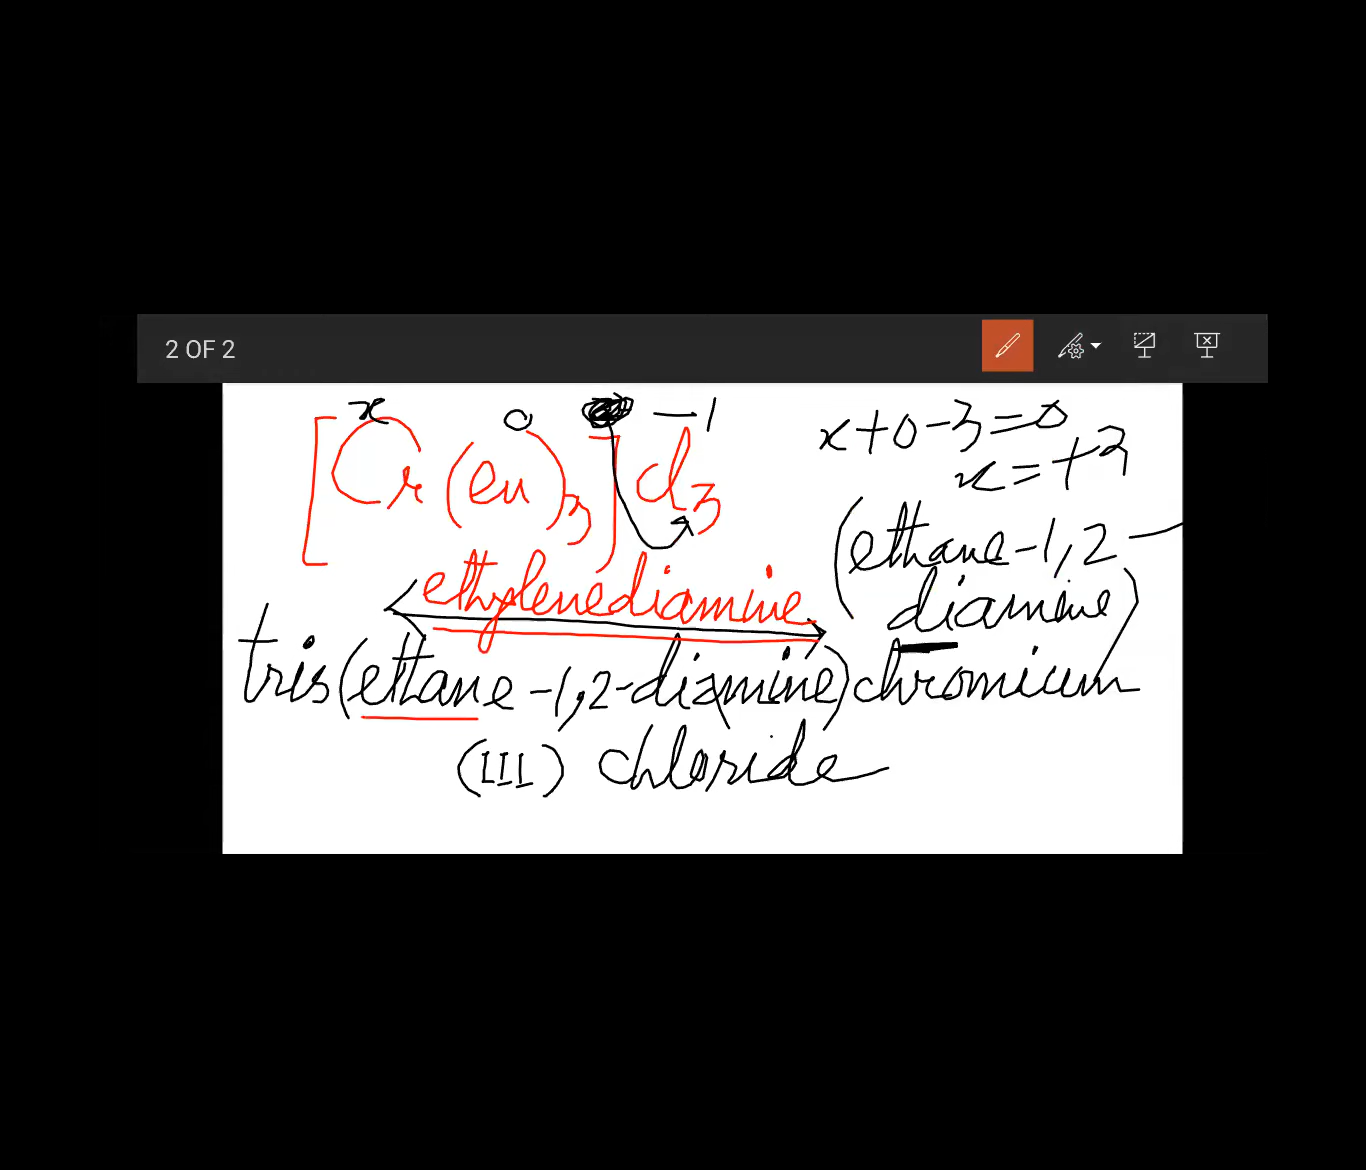 2 OF 2
x 0 -1
[Cr(en)3]Cl3
x+0-3=0
x=+3
ethylenediamine
(ethane-1,2-
diamine)
tris(ethane-1,2-diamine)chromium
(III) chloride